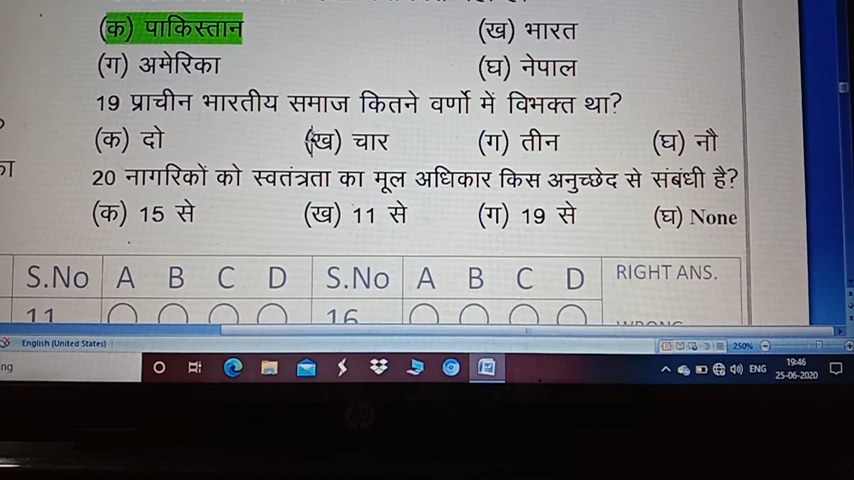 (क) पाकिस्तान (ख) भारत
(ग) अमेरिका (घ) नेपाल
19 प्राचीन भारतीय समाज कितने वर्णो में विभक्त था?
(क) दो (ख) चार (ग) तीन (घ) नौ
20 नागरिकों को स्वतंत्रता का मूल अधिकार किस अनुच्छेद से संबंधी है?
(क) 15 से (ख) 11 से (ग) 19 से (घ) None
S.No A B C D S.No A B C D RIGHT ANS.
11 16
English (United States) 250%
ENG 19:46
25-06-2020
hp